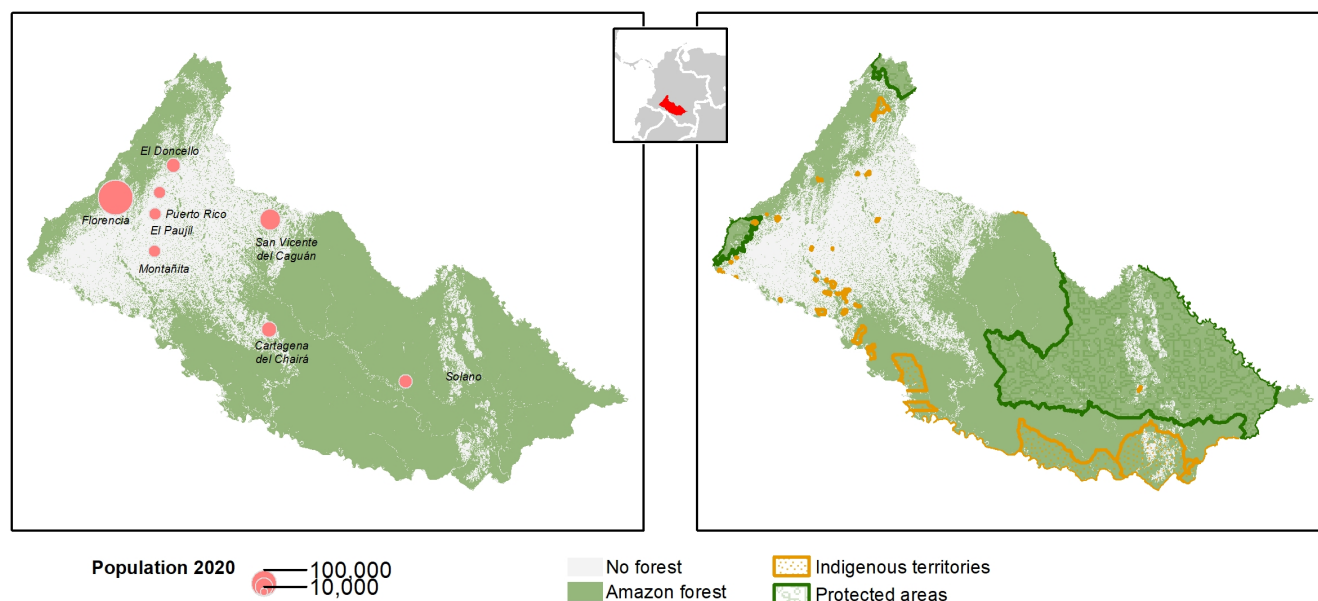 El Doncello
Florencia
Puerto Rico
El Paujíl
San Vicente
del Caguán
Montañita
Cartagena
del Chairá
Solano
Population 2020
100,000
10,000
No forest
Amazon forest
Indigenous territories
Protected areas